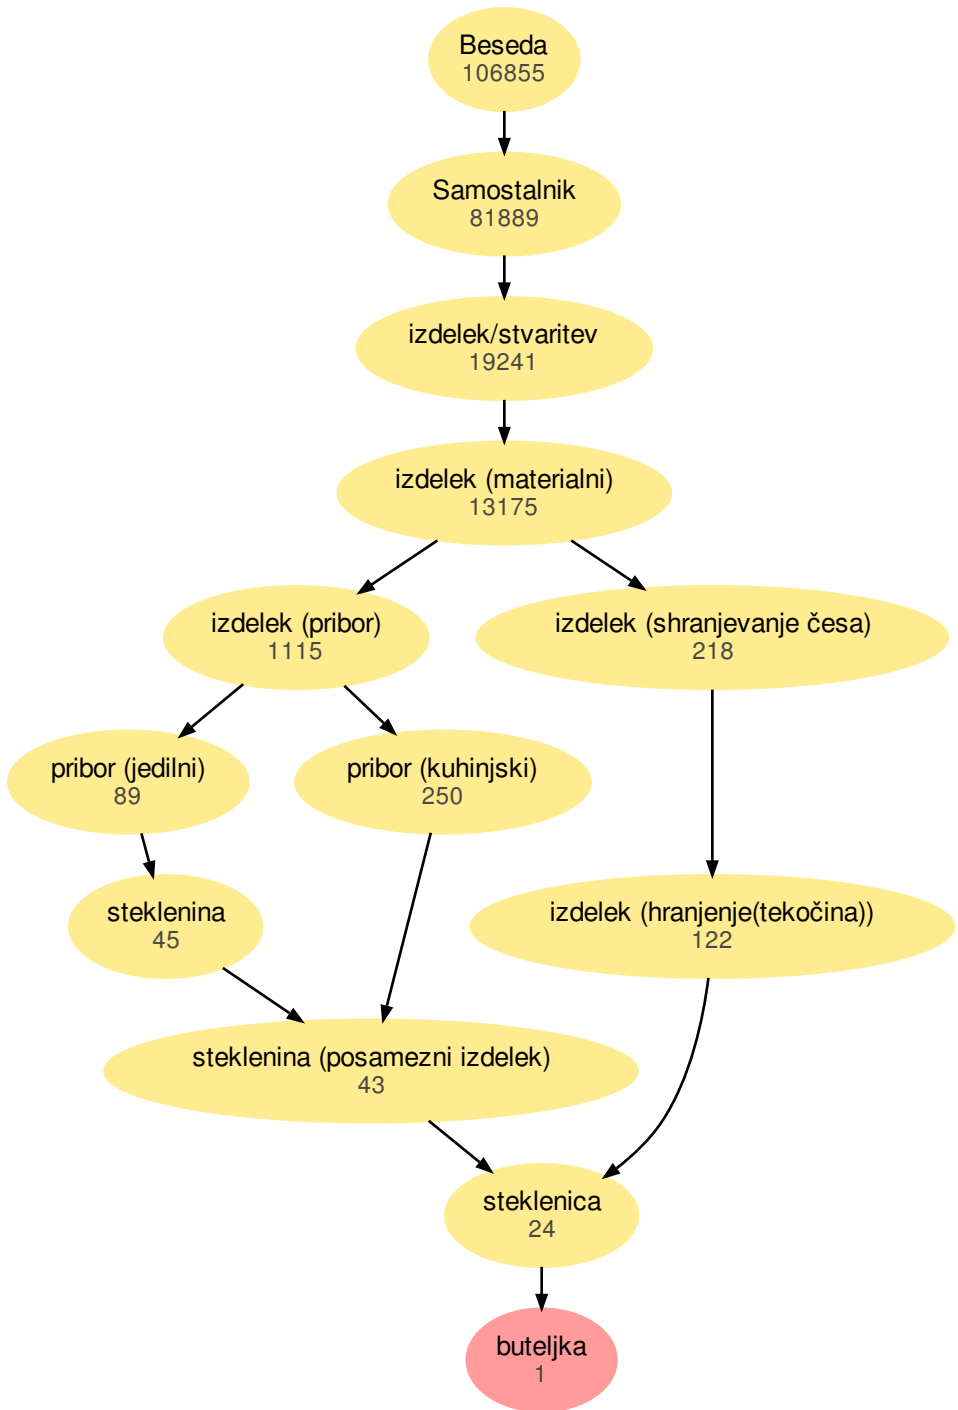 Beseda
106855
Samostalnik
81889
izdelek/stvaritev
19241
izdelek (materialni)
13175
izdelek (pribor)
1115
izdelek (shranjevanje česa)
218
pribor (jedilni)
89
pribor (kuhinjski)
250
steklenina
45
izdelek (hranjenje(tekočina))
122
steklenina (posamezni izdelek)
43
steklenica
24
buteljka
1